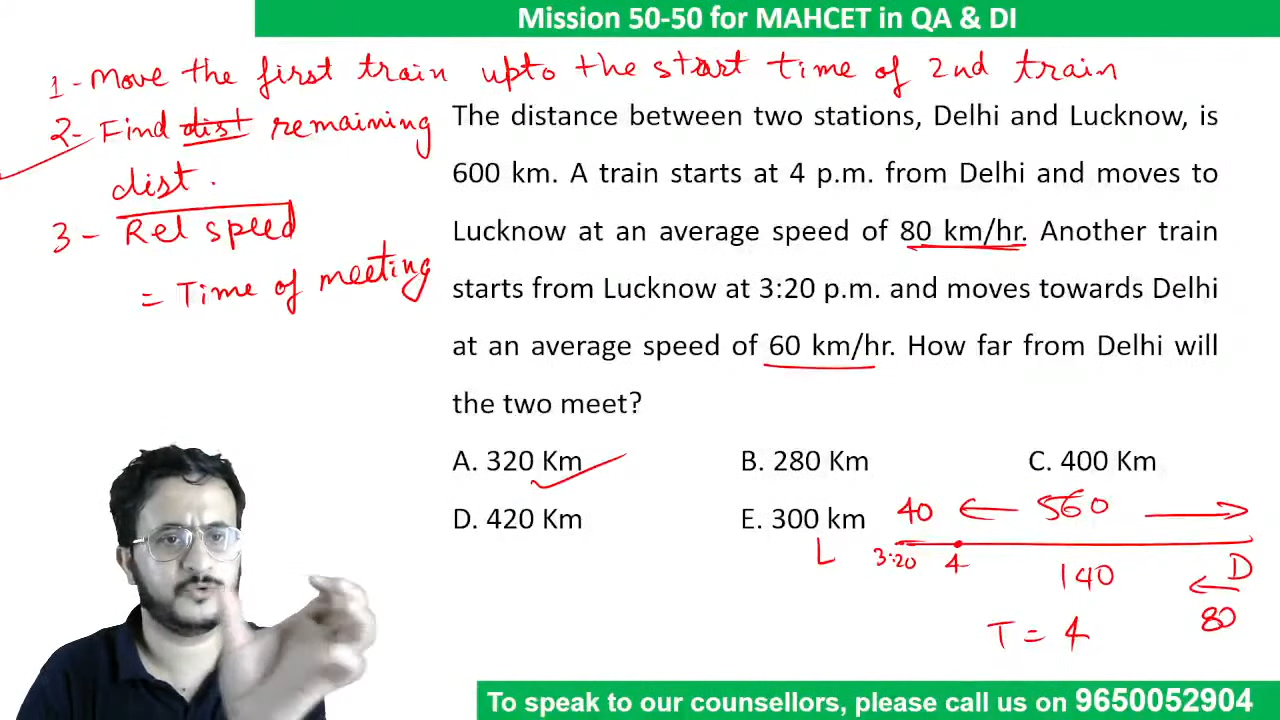 Mission 50-50 for MAHCET in QA & DI
1- Move the first train upto the start time of 2nd train
2- Find dist remaining
dist.
3- Rel speed
= Time of meeting
The distance between two stations, Delhi and Lucknow, is
600 km. A train starts at 4 p.m. from Delhi and moves to
Lucknow at an average speed of 80 km/hr. Another train
starts from Lucknow at 3:20 p.m. and moves towards Delhi
at an average speed of 60 km/hr. How far from Delhi will
the two meet?
A. 320 Km B. 280 Km C. 400 Km
D. 420 Km E. 300 km
40 560
L 3:20 4 D
140
80
T = 4
To speak to our counsellors, please call us on 9650052904